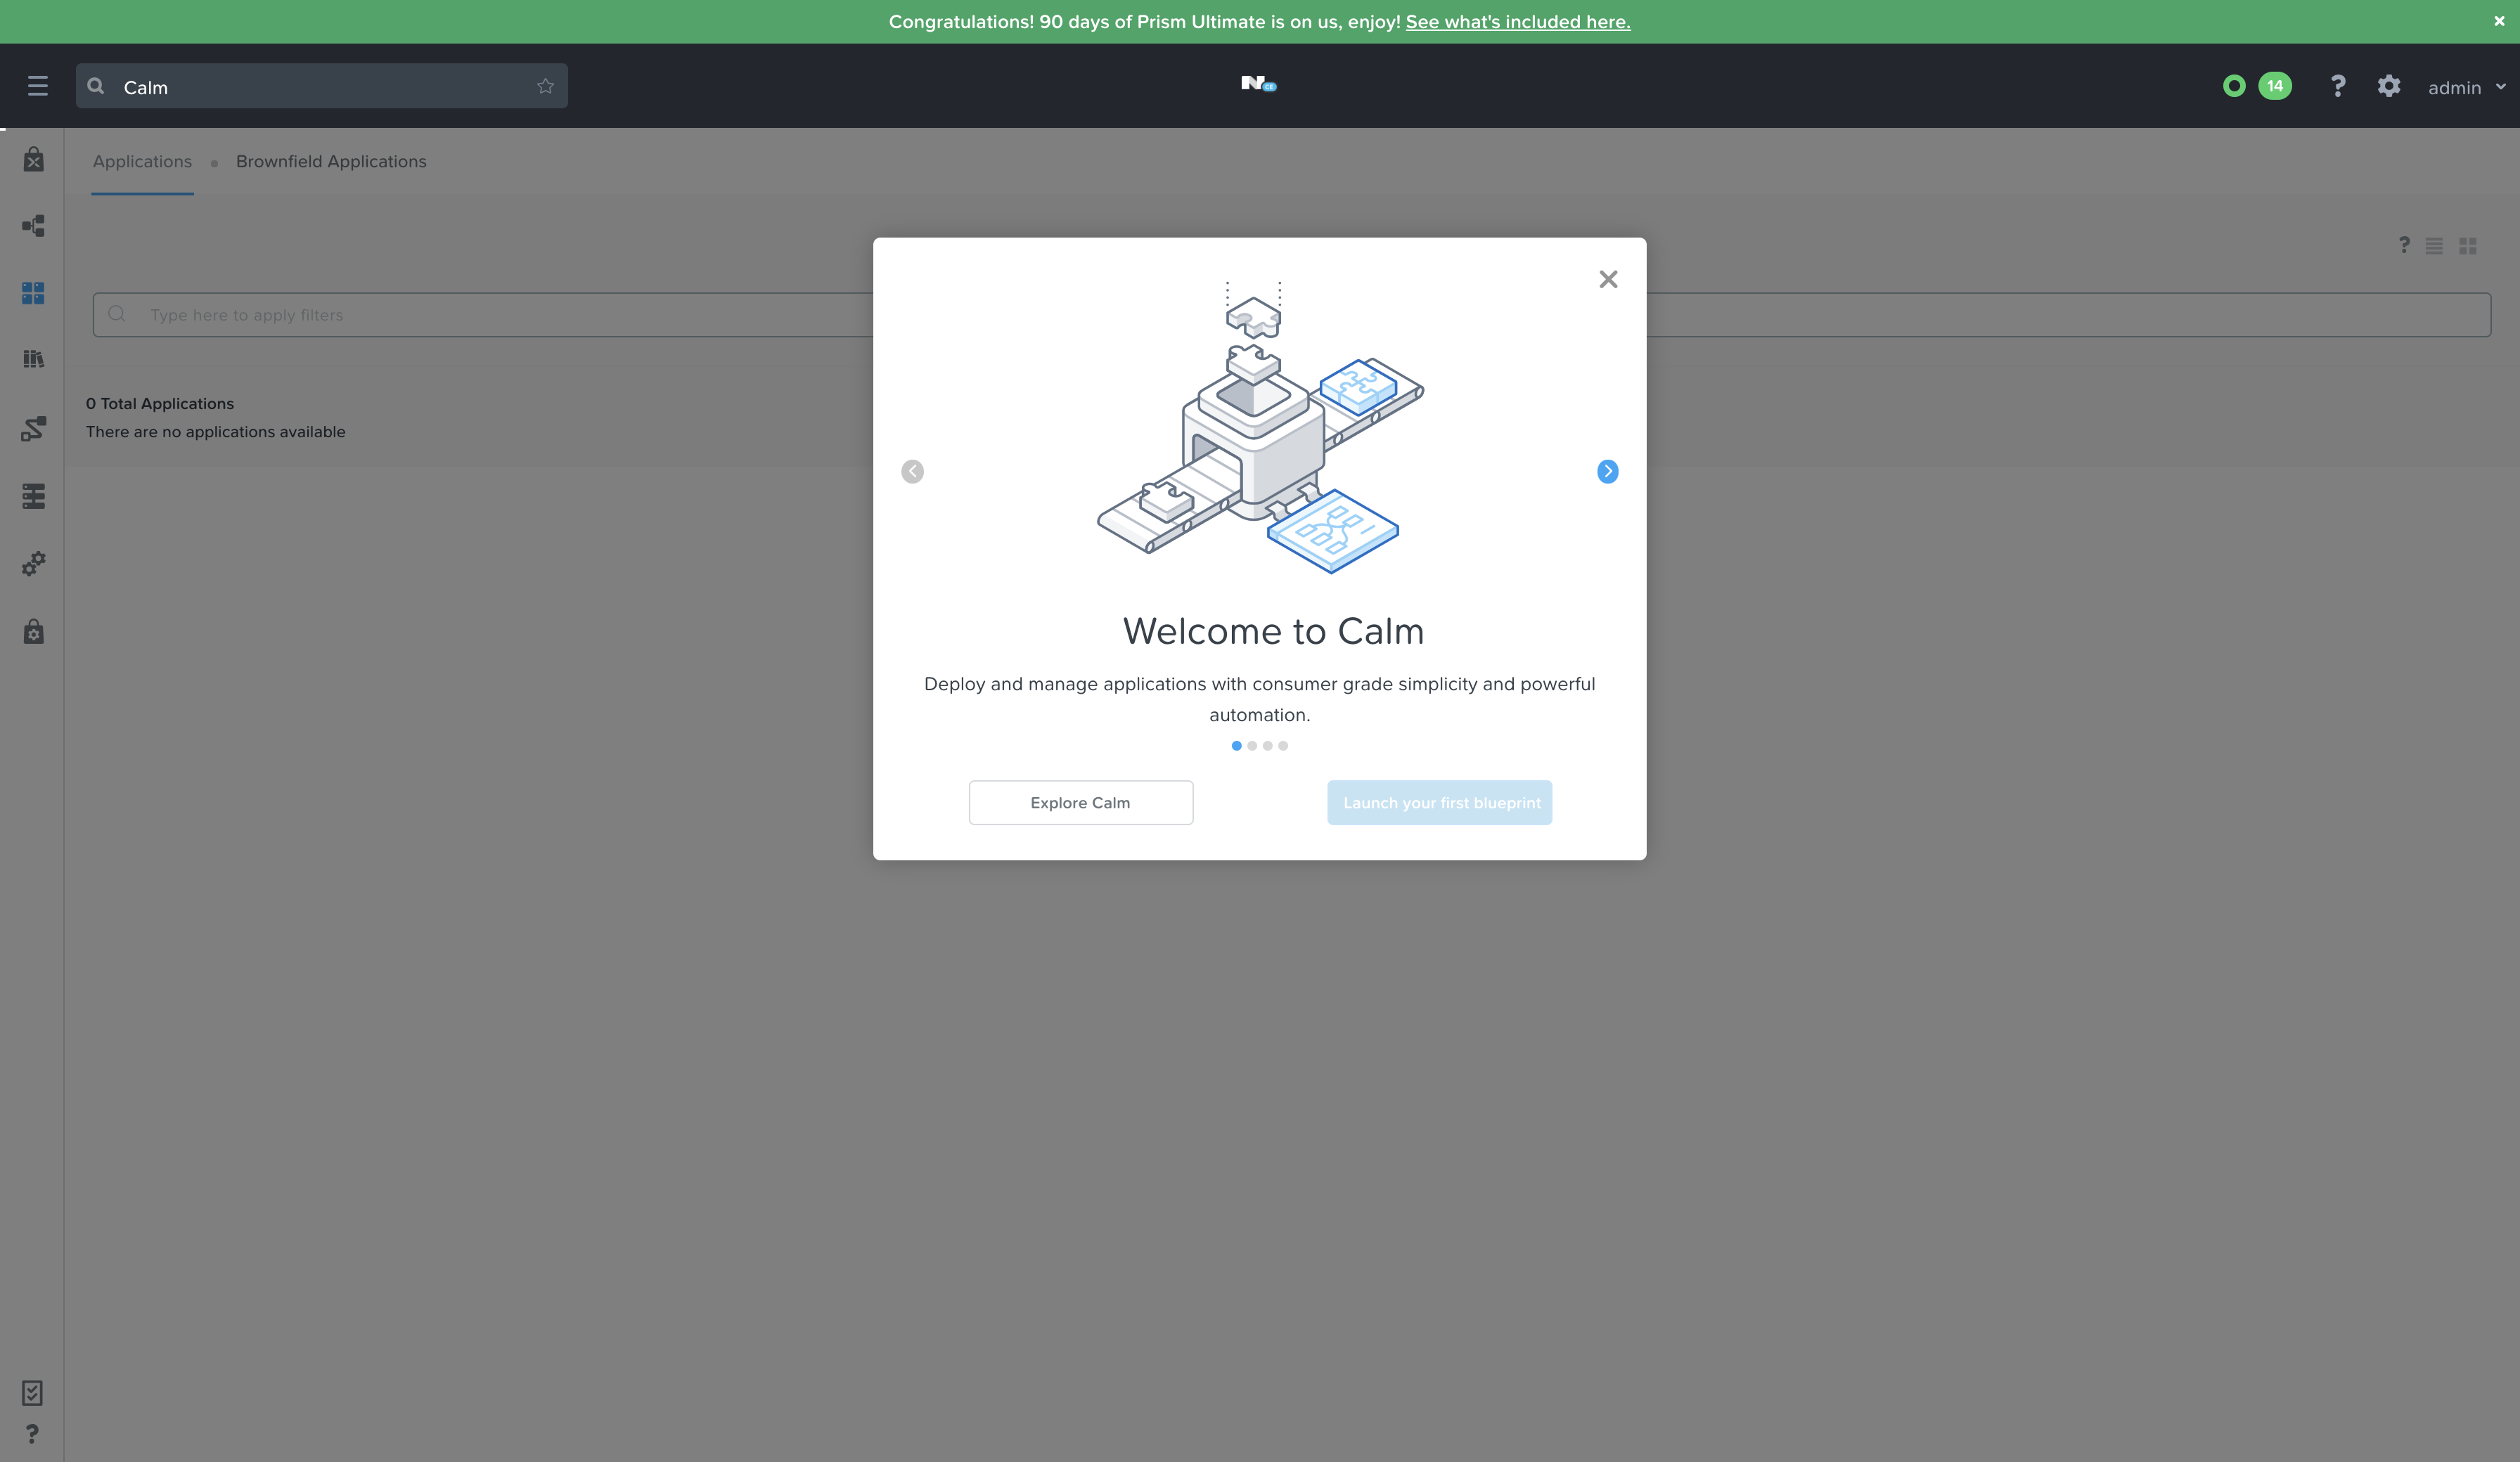 Congratulations! 90 days of Prism Ultimate is on us, enjoy! See what's included here.
Calm
N CE
14
?
admin
Applications
Brownfield Applications
?
Type here to apply filters
0 Total Applications
There are no applications available
Welcome to Calm
Deploy and manage applications with consumer grade simplicity and powerful
automation.
Explore Calm
Launch your first blueprint
?